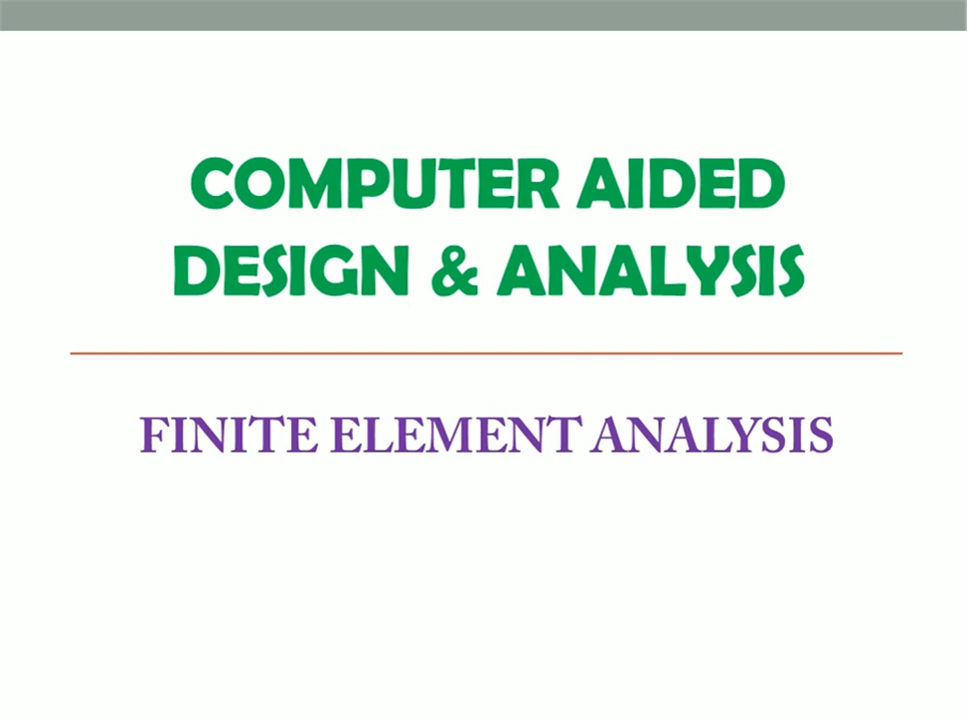 COMPUTER AIDED
DESIGN & ANALYSIS
FINITE ELEMENT ANALYSIS